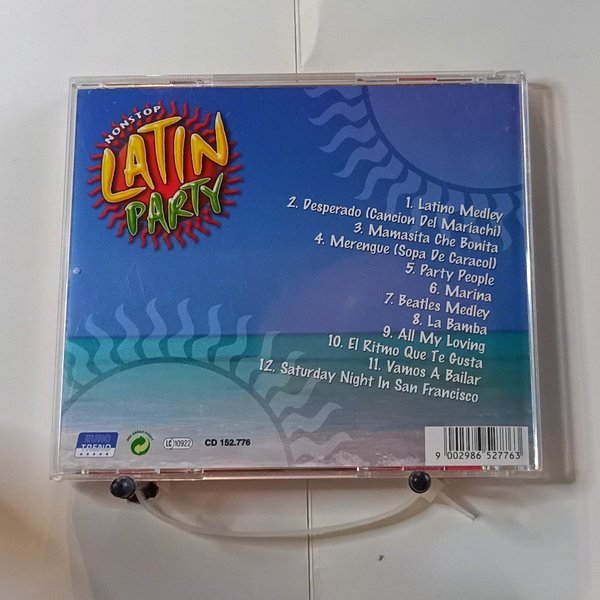 NONSTOP
LATIN
PARTY
1. Latino Medley
2. Desperado (Cancion Del Mariachi)
3. Mamasita Che Bonita
4. Merengue (Sopa De Caracol)
5. Party People
6. Marina
7. Beatles Medley
8. La Bamba
9. All My Loving
10. El Ritmo Que Te Gusta
11. Vamos A Bailar
12. Saturday Night In San Francisco
EURO
TREND
LC 10922
CD 152.776
9 002986 527763